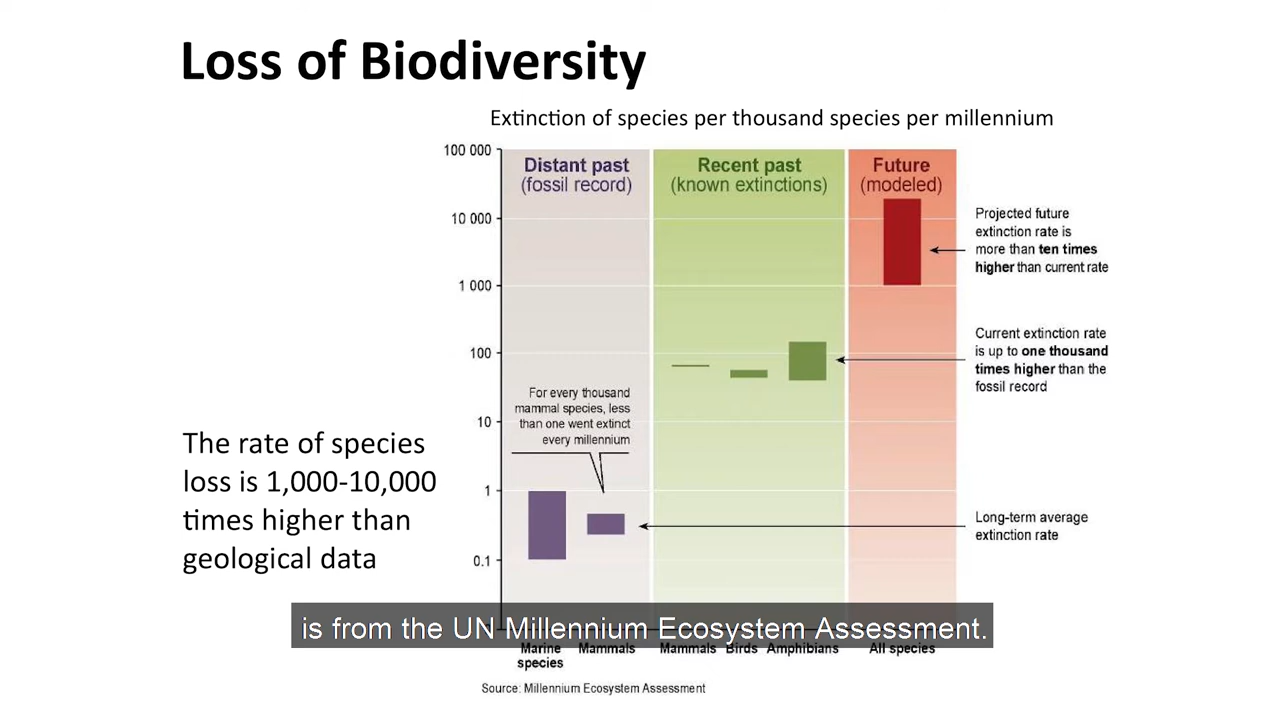 Loss of Biodiversity
Extinction of species per thousand species per millennium
100 000
10 000
1 000
100
10
1
0.1
Distant past
(fossil record)
Recent past
(known extinctions)
Future
(modeled)
Projected future
extinction rate is
more than ten times
higher than current rate
Current extinction rate
is up to one thousand
times higher than the
fossil record
For every thousand
mammal species, less
than one went extinct
every millennium
Long-term average
extinction rate
The rate of species
loss is 1,000-10,000
times higher than
geological data
is from the UN Millennium Ecosystem Assessment.
Marine
species
Mammals
Mammals
Birds
Amphibians
All species
Source: Millennium Ecosystem Assessment